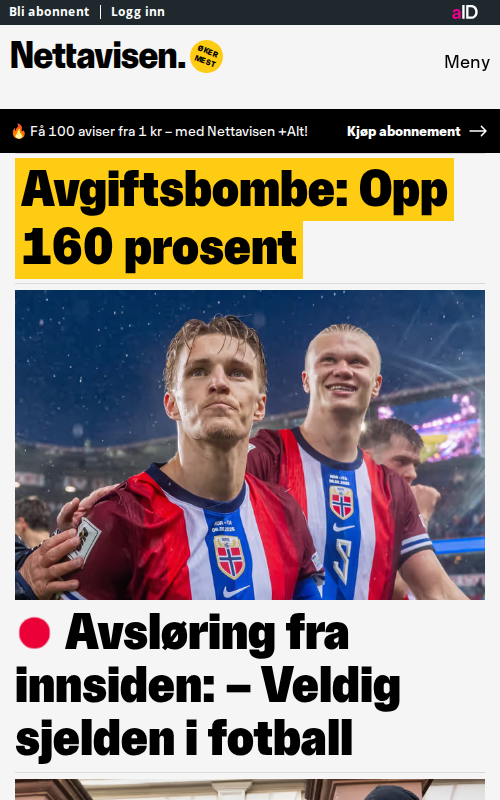 Bli abonnent | Logg inn
aID
Nettavisen.
ØKER
MEST
Meny
🔥 Få 100 aviser fra 1 kr – med Nettavisen +Alt!
Kjøp abonnement →
Avgiftsbombe: Opp
160 prosent
Avsløring fra
innsiden: – Veldig
sjelden i fotball